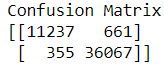 Confusion Matrix
[[11237   661]
 [  355 36067]]